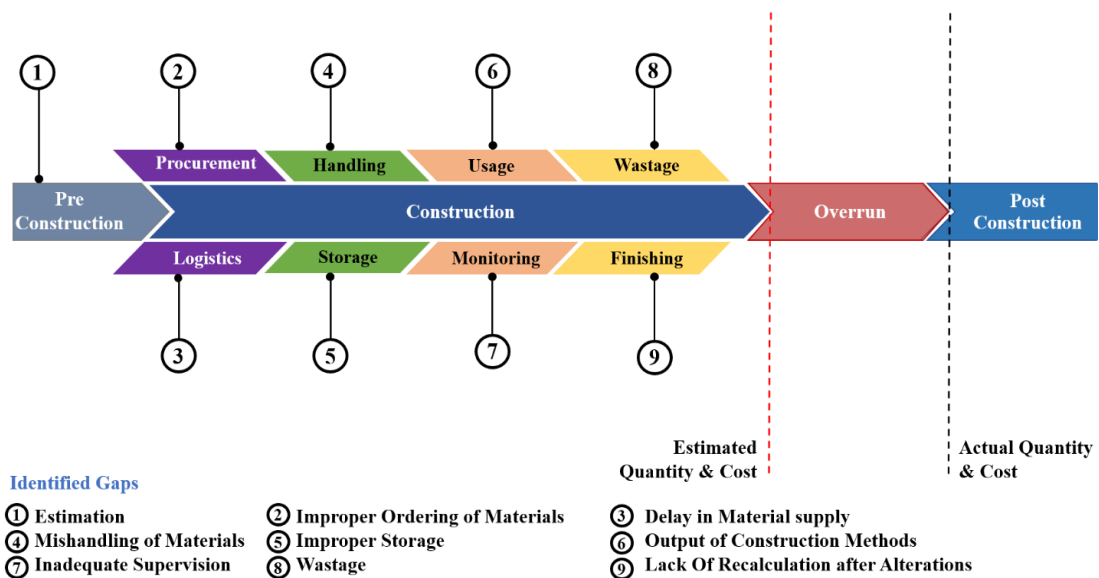 1
2
4
6
8
Procurement
Handling
Usage
Wastage
Pre
Construction
Construction
Overrun
Post
Construction
Logistics
Storage
Monitoring
Finishing
3
5
7
9
Estimated
Quantity & Cost
Actual Quantity
& Cost
Identified Gaps
1 Estimation
2 Improper Ordering of Materials
3 Delay in Material supply
4 Mishandling of Materials
5 Improper Storage
6 Output of Construction Methods
7 Inadequate Supervision
8 Wastage
9 Lack Of Recalculation after Alterations